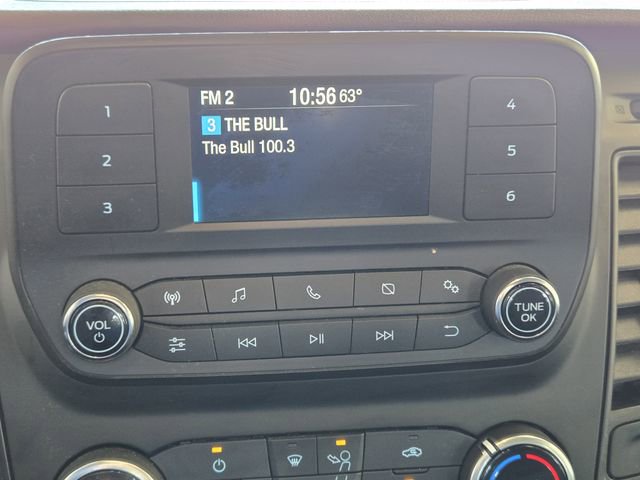 FM 2 10:56 63°
3 THE BULL
The Bull 100.3
1
2
3
4
5
6
VOL
TUNE
OK